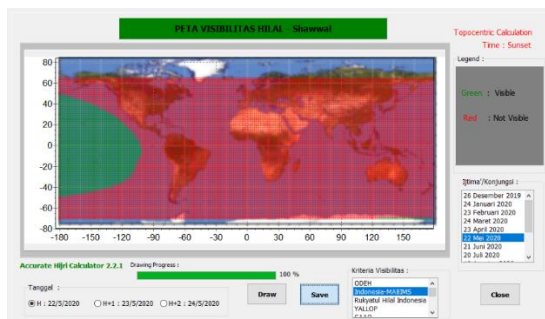 PETA VISIBILITAS HILAL - Shawwal
Topocentric Calculation
Time : Sunset
Legend :
Green : Visible
Red : Not Visible
80
60
40
20
0
-20
-40
-60
-80
-180 -150 -120 -90 -60 -30 0 30 60 90 120 150
Ijtima'/Konjungsi :
26 Desember 2019
24 Januari 2020
23 Februari 2020
24 Maret 2020
23 April 2020
22 Mei 2020
21 Juni 2020
20 Juli 2020
Accurate Hijri Calculator 2.2.1 Drawing Progress :
100 %
Tanggal :
H : 22/5/2020 H+1 : 23/5/2020 H+2 : 24/5/2020
Draw
Save
Kriteria Visibilitas :
ODEH
Indonesia-MABIMS
Rukyatul Hilal Indonesia
YALLOP
Close